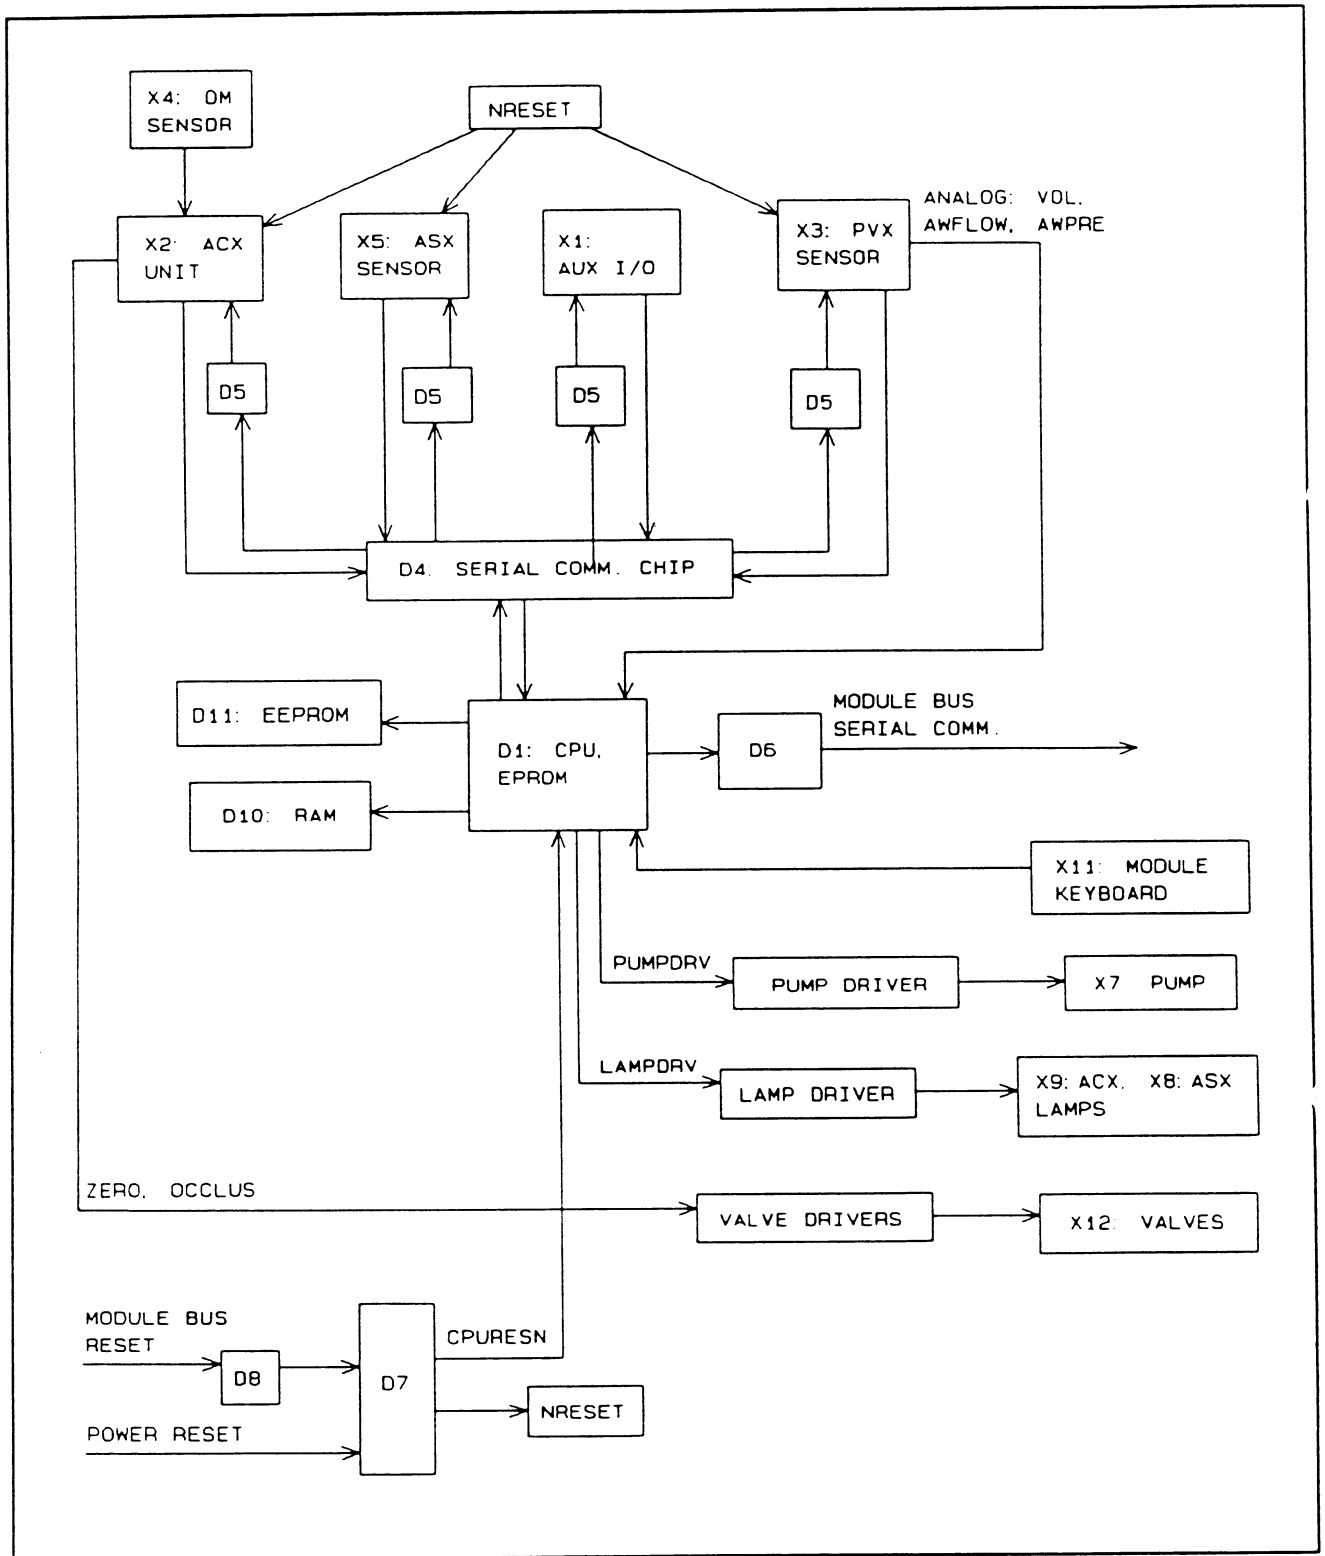 X4: OM
SENSOR
NRESET
ANALOG: VOL.
AWFLOW, AWPRE
X2: ACX
UNIT
X5: ASX
SENSOR
X1:
AUX I/O
X3: PVX
SENSOR
D5
D5
D5
D5
D4: SERIAL COMM. CHIP
D11: EEPROM
D1: CPU,
EPROM
D6
MODULE BUS
SERIAL COMM.
D10: RAM
X11: MODULE
KEYBOARD
PUMPDRV
PUMP DRIVER
X7 PUMP
LAMPDRV
LAMP DRIVER
X9: ACX. X8: ASX
LAMPS
ZERO, OCCLUS
VALVE DRIVERS
X12: VALVES
MODULE BUS
RESET
D8
D7
CPURESN
NRESET
POWER RESET